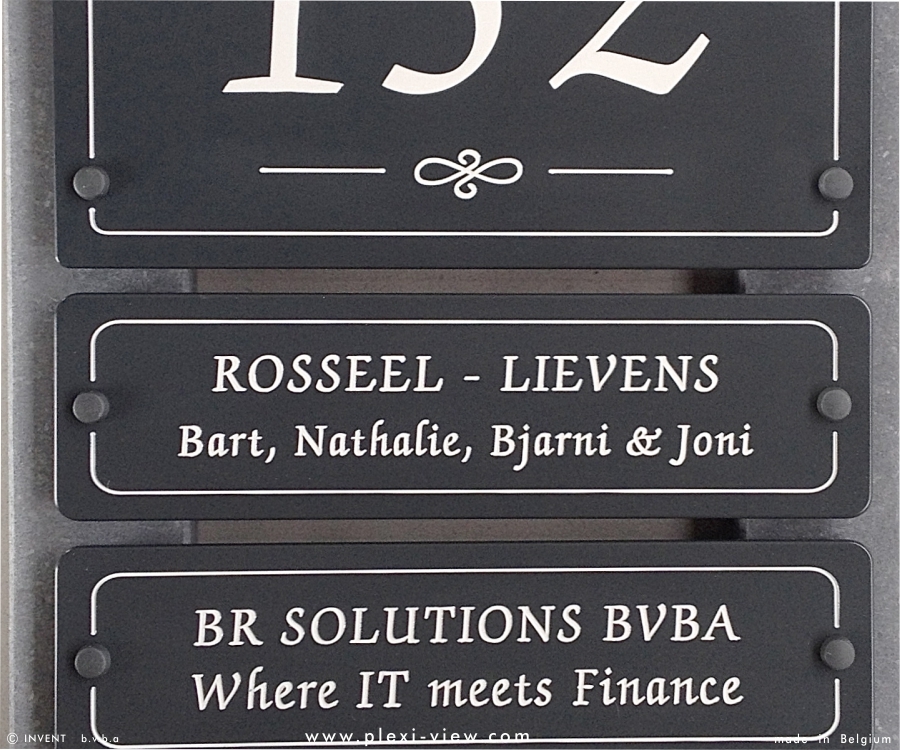 152
ROSSEEL - LIEVENS
Bart, Nathalie, Bjarni & Joni
BR SOLUTIONS BVBA
Where IT meets Finance
© INVENT b.v.b.a www.plexi-view.com made in Belgium